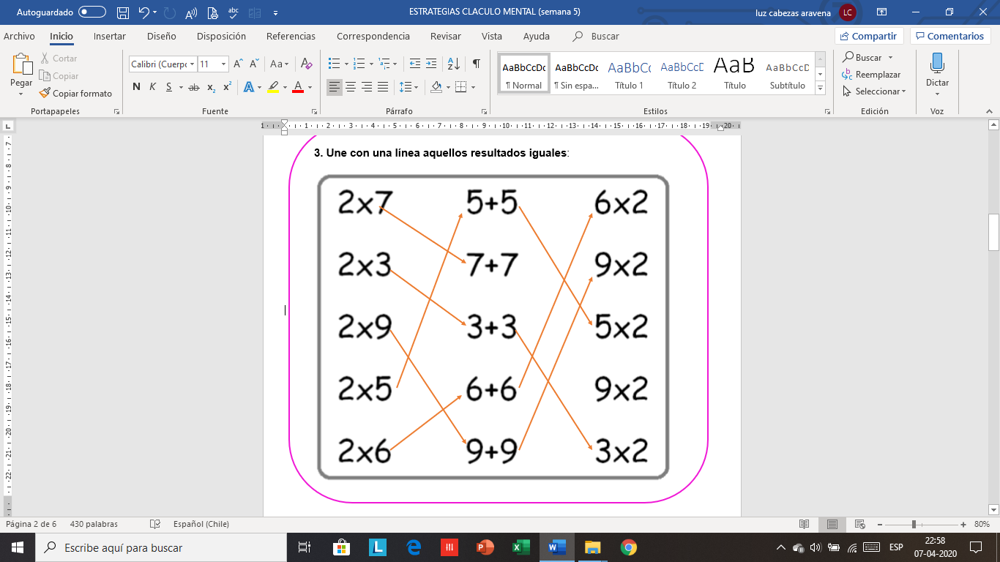 Autoguardado
ESTRATEGIAS CLACULO MENTAL (semana 5)
luz cabezas aravena
LC
Archivo Inicio Insertar Diseño Disposición Referencias Correspondencia Revisar Vista Ayuda Buscar
Compartir Comentarios
Pegar
Cortar
Copiar
Copiar formato
Portapapeles
Calibri (Cuerpo 11
N K S ab x₂ x² A A
Fuente
Párrafo
AaBbCcDc AaBbCcDc AaBbCc AaBbCcD AaB AaBbCcD
¶ Normal ¶ Sin espa... Título 1 Título 2 Título Subtítulo
Estilos
Buscar
Reemplazar
Seleccionar
Edición
Dictar
Voz
3. Une con una línea aquellos resultados iguales:
2x7 5+5 6x2
2x3 7+7 9x2
2x9 3+3 5x2
2x5 6+6 9x2
2x6 9+9 3x2
Página 2 de 6 430 palabras Español (Chile) 80%
Escribe aquí para buscar
ESP
22:58
07-04-2020